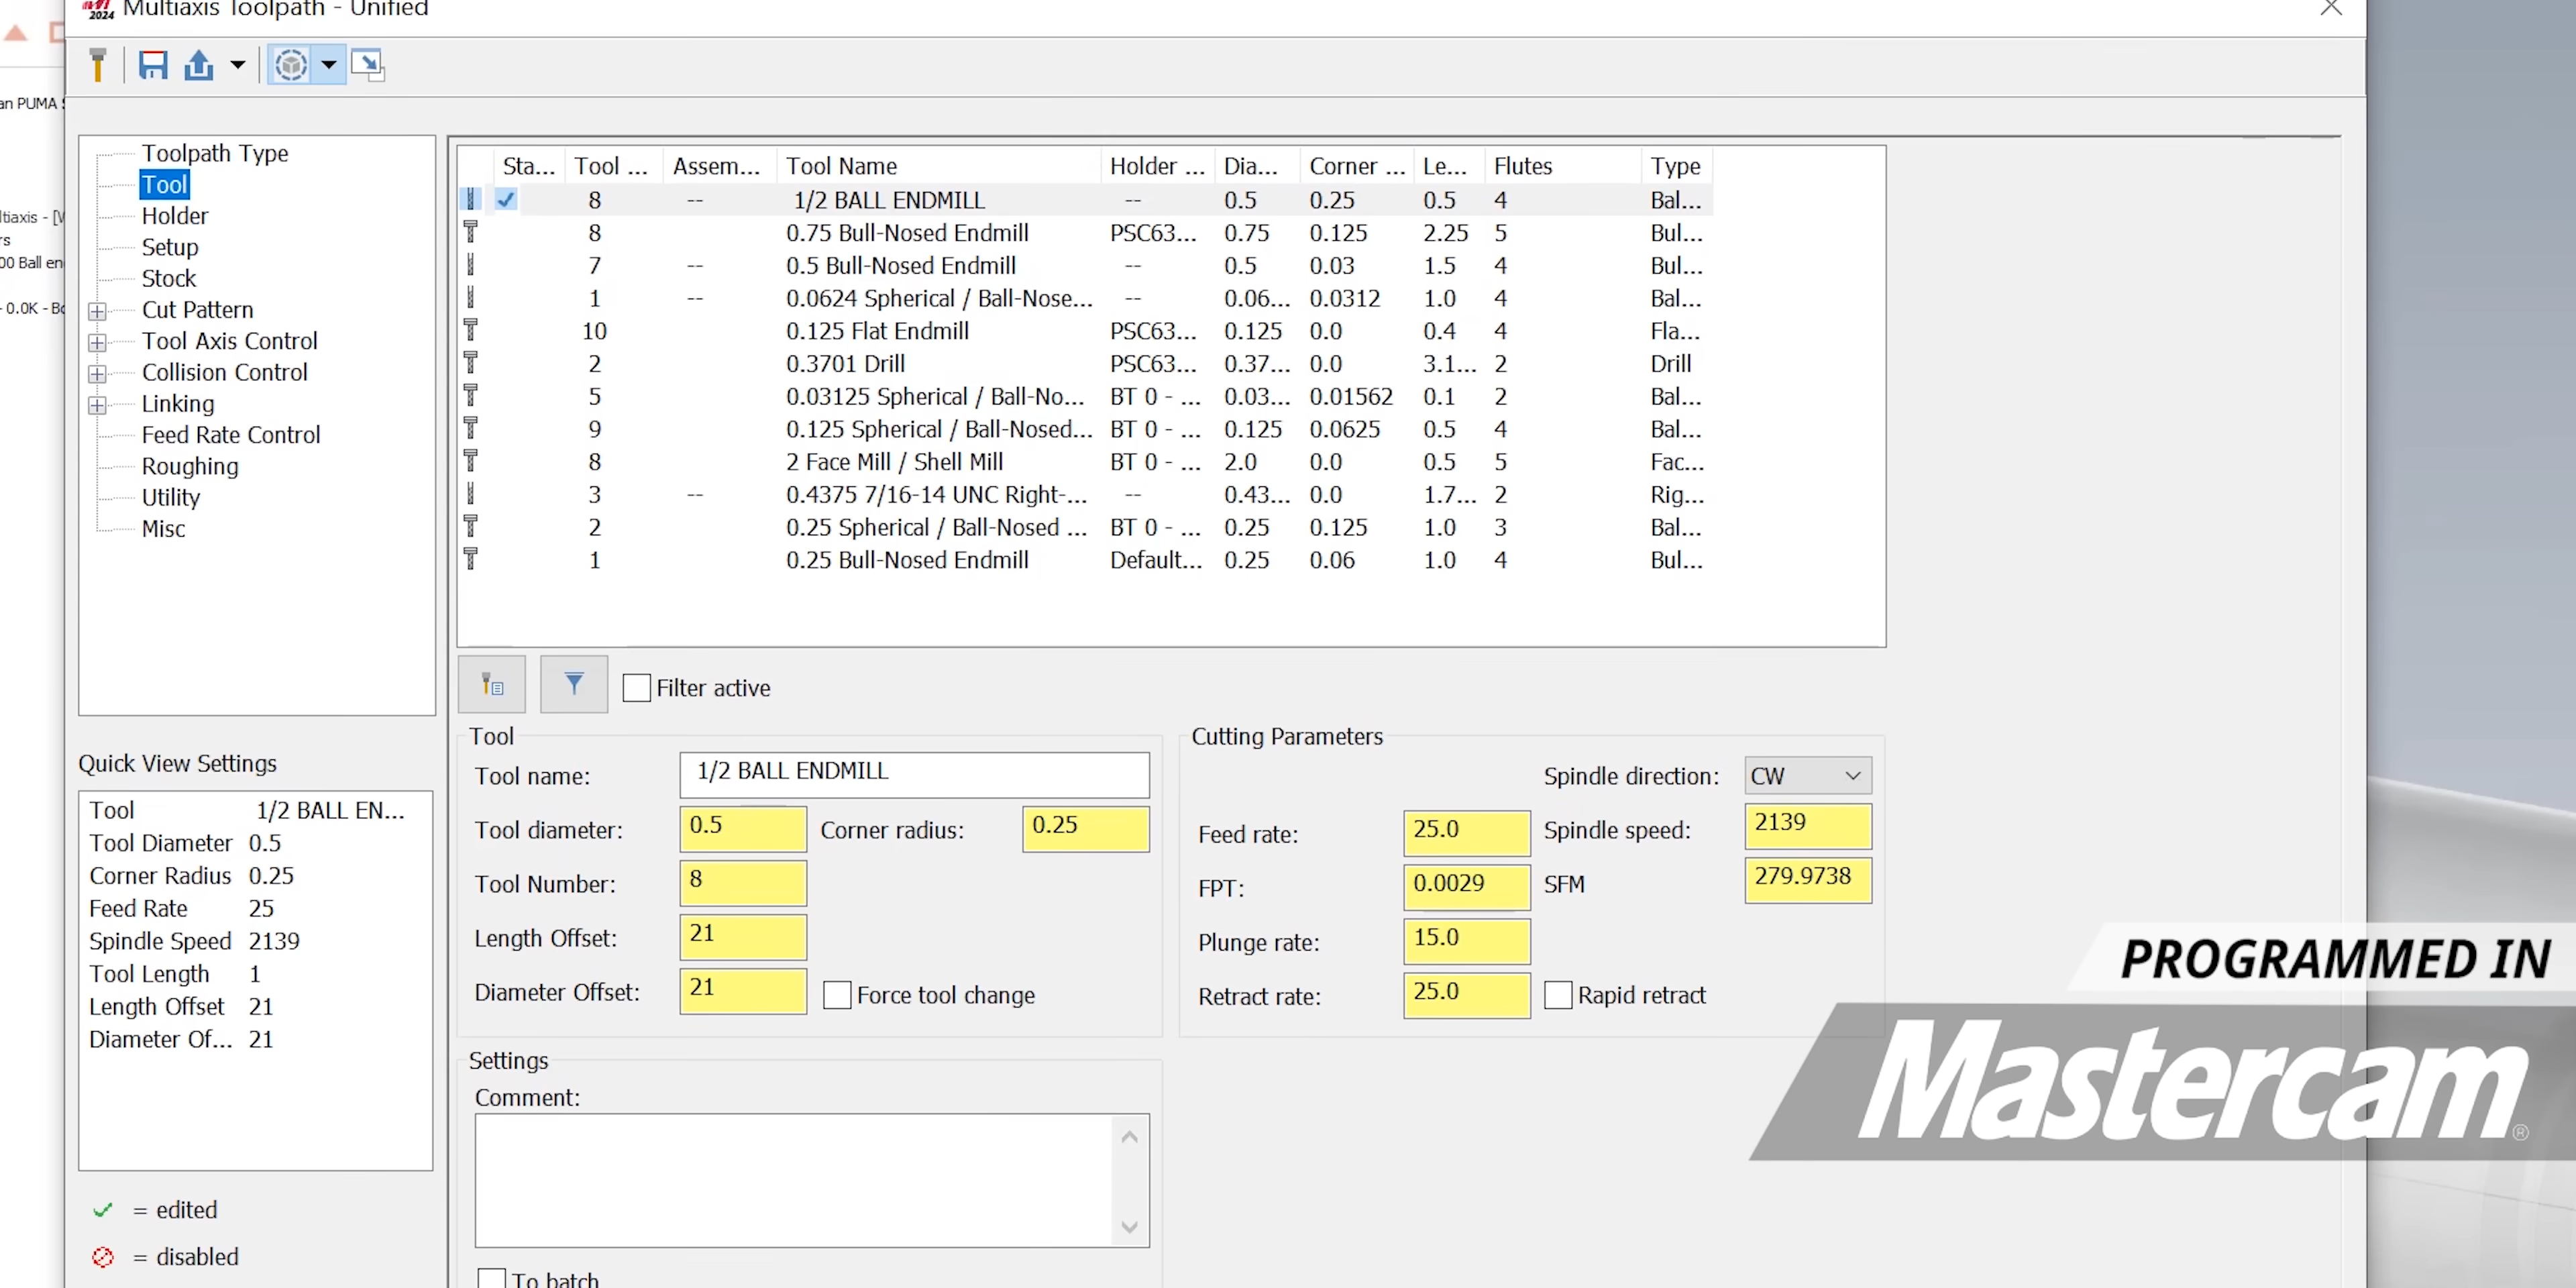 2024 Multiaxis Toolpath - Unified
an PUMA
ltiaxis - [V
rs
00 Ball en
- 0.0K - Bo
Toolpath Type
Tool
Holder
Setup
Stock
Cut Pattern
Tool Axis Control
Collision Control
Linking
Feed Rate Control
Roughing
Utility
Misc
Sta... Tool ... Assem... Tool Name Holder ... Dia... Corner ... Le... Flutes Type
8 -- 1/2 BALL ENDMILL -- 0.5 0.25 0.5 4 Bal...
8 0.75 Bull-Nosed Endmill PSC63... 0.75 0.125 2.25 5 Bul...
7 -- 0.5 Bull-Nosed Endmill -- 0.5 0.03 1.5 4 Bul...
1 -- 0.0624 Spherical / Ball-Nose... -- 0.06... 0.0312 1.0 4 Bal...
10 0.125 Flat Endmill PSC63... 0.125 0.0 0.4 4 Fla...
2 0.3701 Drill PSC63... 0.37... 0.0 3.1... 2 Drill
5 0.03125 Spherical / Ball-No... BT 0 - ... 0.03... 0.01562 0.1 2 Bal...
9 0.125 Spherical / Ball-Nosed... BT 0 - ... 0.125 0.0625 0.5 4 Bal...
8 2 Face Mill / Shell Mill BT 0 - ... 2.0 0.0 0.5 5 Fac...
3 -- 0.4375 7/16-14 UNC Right-... -- 0.43... 0.0 1.7... 2 Rig...
2 0.25 Spherical / Ball-Nosed ... BT 0 - ... 0.25 0.125 1.0 3 Bal...
1 0.25 Bull-Nosed Endmill Default... 0.25 0.06 1.0 4 Bul...
Filter active
Quick View Settings
Tool 1/2 BALL EN...
Tool Diameter 0.5
Corner Radius 0.25
Feed Rate 25
Spindle Speed 2139
Tool Length 1
Length Offset 21
Diameter Of... 21
= edited
= disabled
Tool
Tool name: 1/2 BALL ENDMILL
Tool diameter: 0.5 Corner radius: 0.25
Tool Number: 8
Length Offset: 21
Diameter Offset: 21 Force tool change
Cutting Parameters
Spindle direction: CW
Feed rate: 25.0 Spindle speed: 2139
FPT: 0.0029 SFM 279.9738
Plunge rate: 15.0
Retract rate: 25.0 Rapid retract
Settings
Comment:
To batch
PROGRAMMED IN
Mastercam®